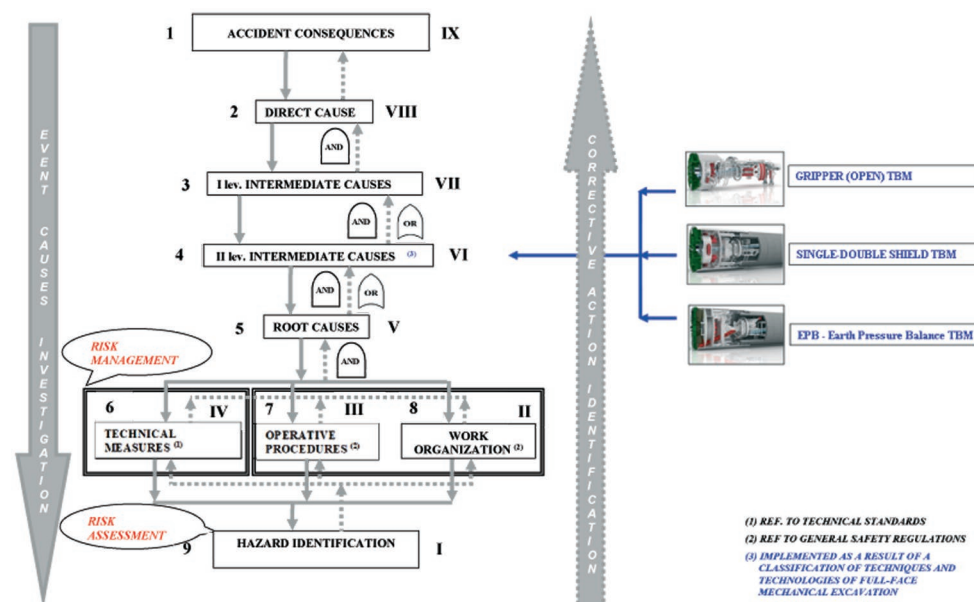 1 ACCIDENT CONSEQUENCES IX
2 DIRECT CAUSE VIII
AND
3 I lev. INTERMEDIATE CAUSES VII
AND OR
4 II lev. INTERMEDIATE CAUSES (3) VI
AND OR
5 ROOT CAUSES V
AND
RISK
MANAGEMENT
6 IV
TECHNICAL
MEASURES (1)
7 III
OPERATIVE
PROCEDURES (2)
8 II
WORK
ORGANIZATION (2)
RISK
ASSESSMENT
9 HAZARD IDENTIFICATION I
EVENT CAUSES INVESTIGATION
CORRECTIVE ACTION IDENTIFICATION
GRIPPER (OPEN) TBM
SINGLE-DOUBLE SHIELD TBM
EPB - Earth Pressure Balance TBM
(1) REF. TO TECHNICAL STANDARDS
(2) REF TO GENERAL SAFETY REGULATIONS
(3) IMPLEMENTED AS A RESULT OF A
CLASSIFICATION OF TECHNIQUES AND
TECHNOLOGIES OF FULL-FACE
MECHANICAL EXCAVATION